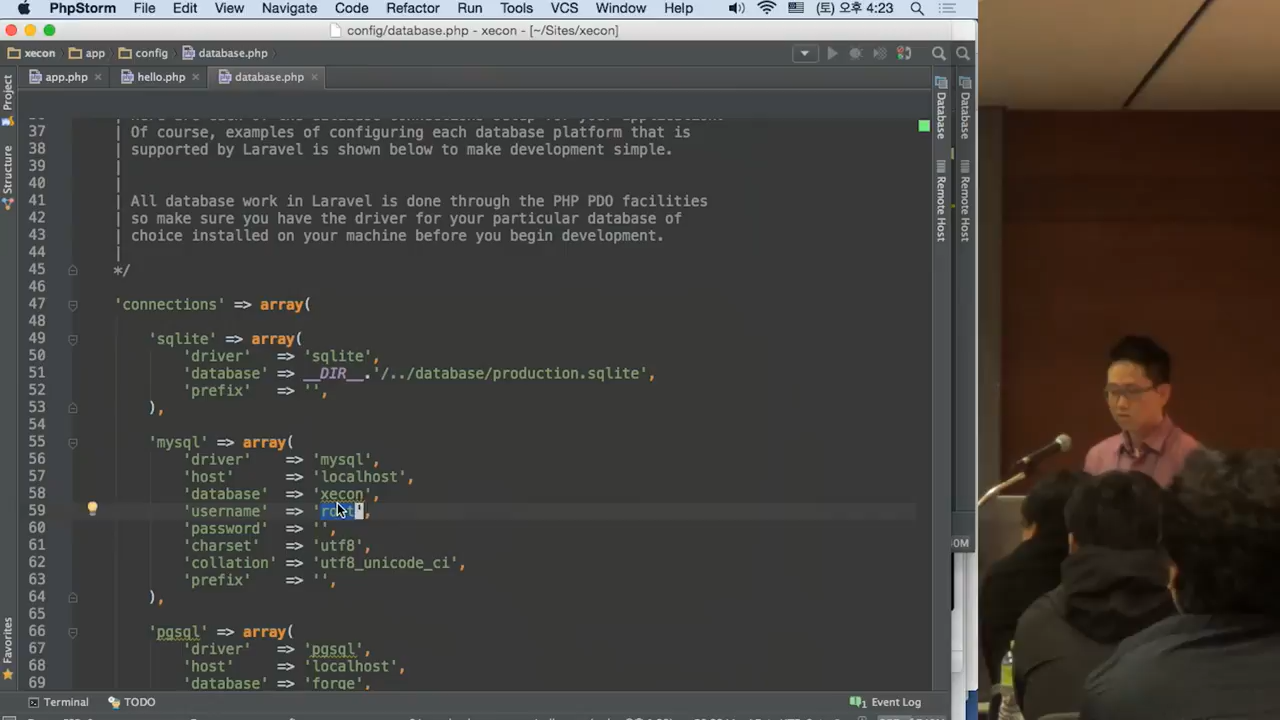 PhpStorm File Edit View Navigate Code Refactor Run Tools VCS Window Help (토) 오후 4:23
config/database.php - xecon - [~/Sites/xecon]
xecon app config database.php
app.php hello.php database.php
Project
Structure
Favorites
37 | Of course, examples of configuring each database platform that is
38 | supported by Laravel is shown below to make development simple.
39 |
40 |
41 | All database work in Laravel is done through the PHP PDO facilities
42 | so make sure you have the driver for your particular database of
43 | choice installed on your machine before you begin development.
44 |
45 */
46
47 'connections' => array(
48
49 'sqlite' => array(
50 'driver' => 'sqlite',
51 'database' => __DIR__.'/../database/production.sqlite',
52 'prefix' => '',
53 ),
54
55 'mysql' => array(
56 'driver' => 'mysql',
57 'host' => 'localhost',
58 'database' => 'xecon',
59 'username' => 'root',
60 'password' => '',
61 'charset' => 'utf8',
62 'collation' => 'utf8_unicode_ci',
63 'prefix' => '',
64 ),
65
66 'pgsql' => array(
67 'driver' => 'pgsql',
68 'host' => 'localhost',
69 'database' => 'forge',
Database
Remote Host
Database
Remote Host
Terminal TODO Event Log